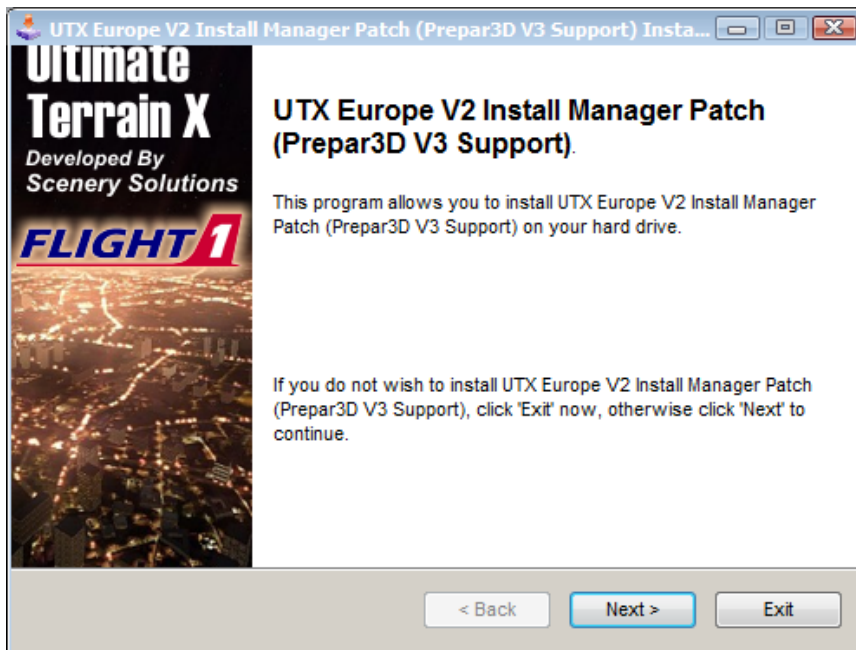 UTX Europe V2 Install Manager Patch (Prepar3D V3 Support) Insta...
Ultimate
Terrain X
Developed By
Scenery Solutions
FLIGHT1
UTX Europe V2 Install Manager Patch
(Prepar3D V3 Support).
This program allows you to install UTX Europe V2 Install Manager
Patch (Prepar3D V3 Support) on your hard drive.
If you do not wish to install UTX Europe V2 Install Manager Patch
(Prepar3D V3 Support), click 'Exit' now, otherwise click 'Next' to
continue.
< Back
Next >
Exit